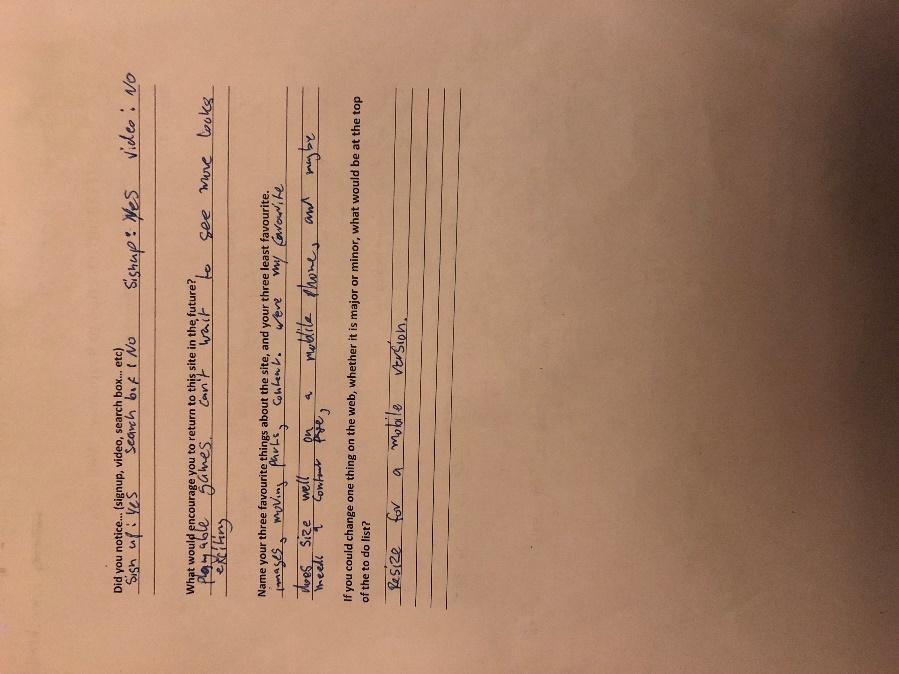 Did you notice... (signup, video, search box... etc)
Sign up: Yes search box: No Signup: Yes Video: No
What would encourage you to return to this site in the future?
Playable games. can't wait to see more looks
exiting
Name your three favourite things about the site, and your three least favourite.
images, moving parts, content. were my favourite
does size well on a mobile phone, and maybe
need a content
If you could change one thing on the web, whether it is major or minor, what would be at the top
of the to do list?
Resize for a mobile version.